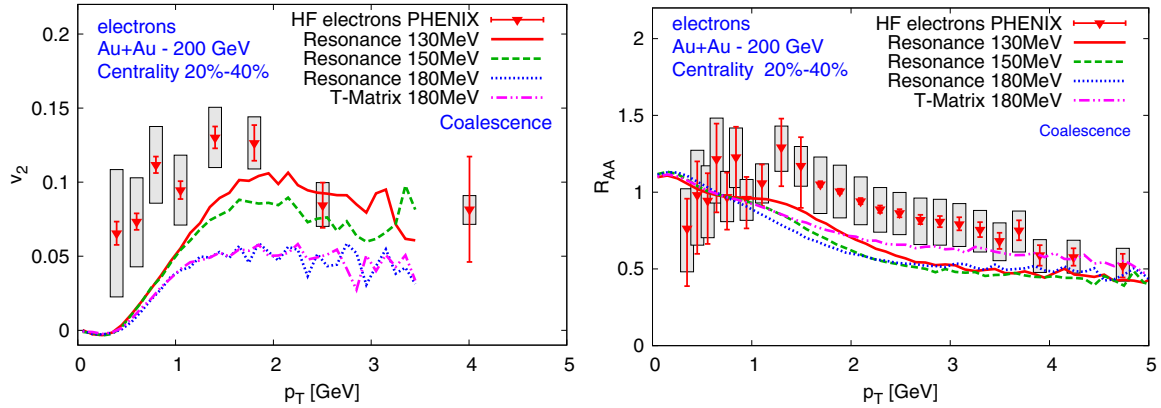 electrons
Au+Au - 200 GeV
Centrality 20%-40%
HF electrons PHENIX
Resonance 130MeV
Resonance 150MeV
Resonance 180MeV
T-Matrix 180MeV
Coalescence
0.2
0.15
0.1
0.05
0
v2
0 1 2 3 4 5
pT [GeV]
electrons
Au+Au - 200 GeV
Centrality 20%-40%
HF electrons PHENIX
Resonance 130MeV
Resonance 150MeV
Resonance 180MeV
T-Matrix 180MeV
Coalescence
2
1.5
1
0.5
0
RAA
0 1 2 3 4 5
pT [GeV]